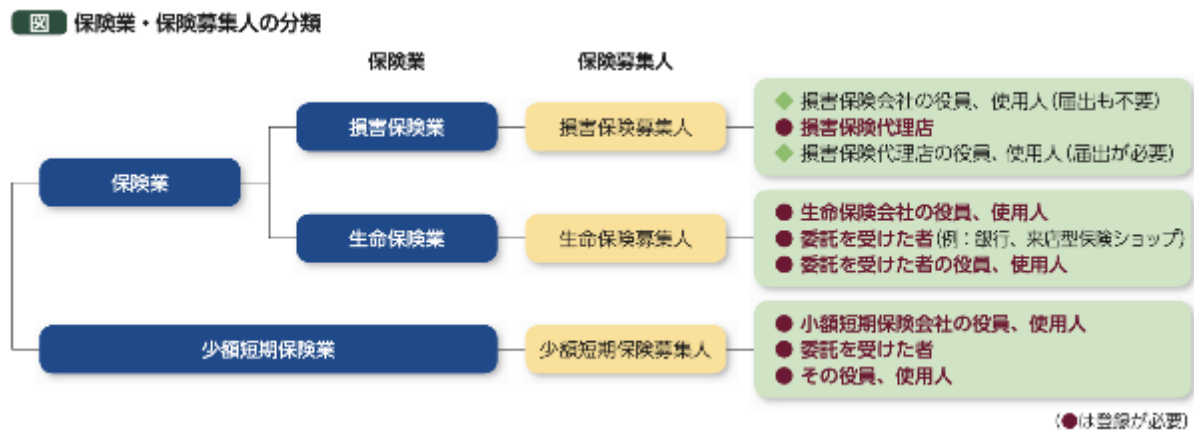 図 保険業・保険募集人の分類
保険業 保険募集人
保険業
損害保険業
損害保険募集人
◆ 損害保険会社の役員、使用人(届出も不要)
● 損害保険代理店
◆ 損害保険代理店の役員、使用人(届出が必要)
生命保険業
生命保険募集人
● 生命保険会社の役員、使用人
● 委託を受けた者(例:銀行、来店型保険ショップ)
● 委託を受けた者の役員、使用人
少額短期保険業
少額短期保険募集人
● 小額短期保険会社の役員、使用人
● 委託を受けた者
● その役員、使用人
(●は登録が必要)